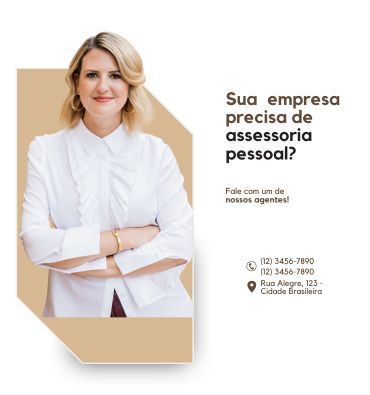 Sua empresa
precisa de
assessoria
pessoal?
Fale com um de
nossos agentes!
(12) 3456-7890
(12) 3456-7890
Rua Alegre, 123 -
Cidade Brasileira